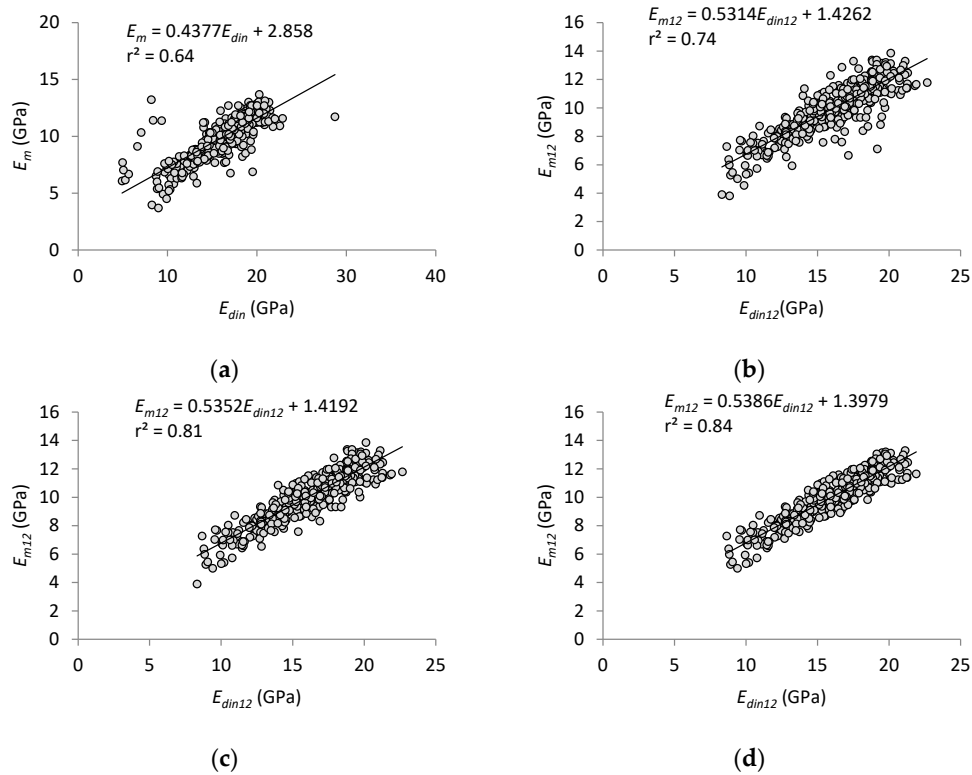 E_m = 0.4377E_din + 2.858
r² = 0.64
20
15
10
5
0
E_m (GPa)
0 10 20 30 40
E_din (GPa)
(a)
E_m12 = 0.5314E_din12 + 1.4262
r² = 0.74
16
14
12
10
8
6
4
2
0
E_m12 (GPa)
0 5 10 15 20 25
E_din12(GPa)
(b)
E_m12 = 0.5352E_din12 + 1.4192
r² = 0.81
16
14
12
10
8
6
4
2
0
E_m12 (GPa)
0 5 10 15 20 25
E_din12 (GPa)
(c)
E_m12 = 0.5386E_din12 + 1.3979
r² = 0.84
16
14
12
10
8
6
4
2
0
E_m12 (GPa)
0 5 10 15 20 25
E_din12 (GPa)
(d)